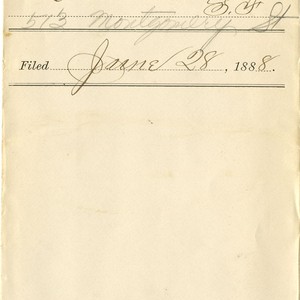 S. F
513 Montgomery St
Filed June 28, 1888.